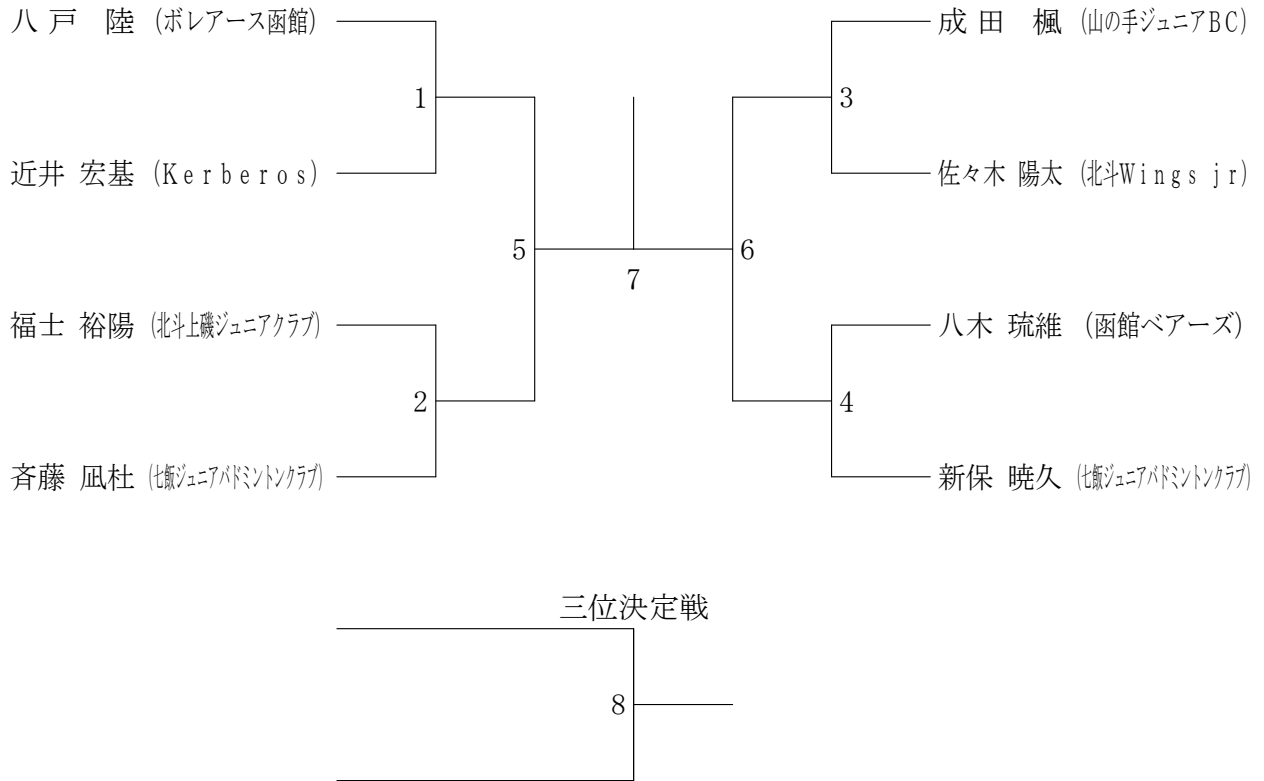 八戸 陸 (ボレアース函館)
1
近井 宏基 (Kerberos)
5
福士 裕陽 (北斗上磯ジュニアクラブ)
2
斉藤 凪杜 (七飯ジュニアバドミントンクラブ)
7
成田 楓 (山の手ジュニアBC)
3
佐々木 陽太 (北斗Wings jr)
6
八木 琉維 (函館ベアーズ)
4
新保 暁久 (七飯ジュニアバドミントンクラブ)
三位決定戦
8